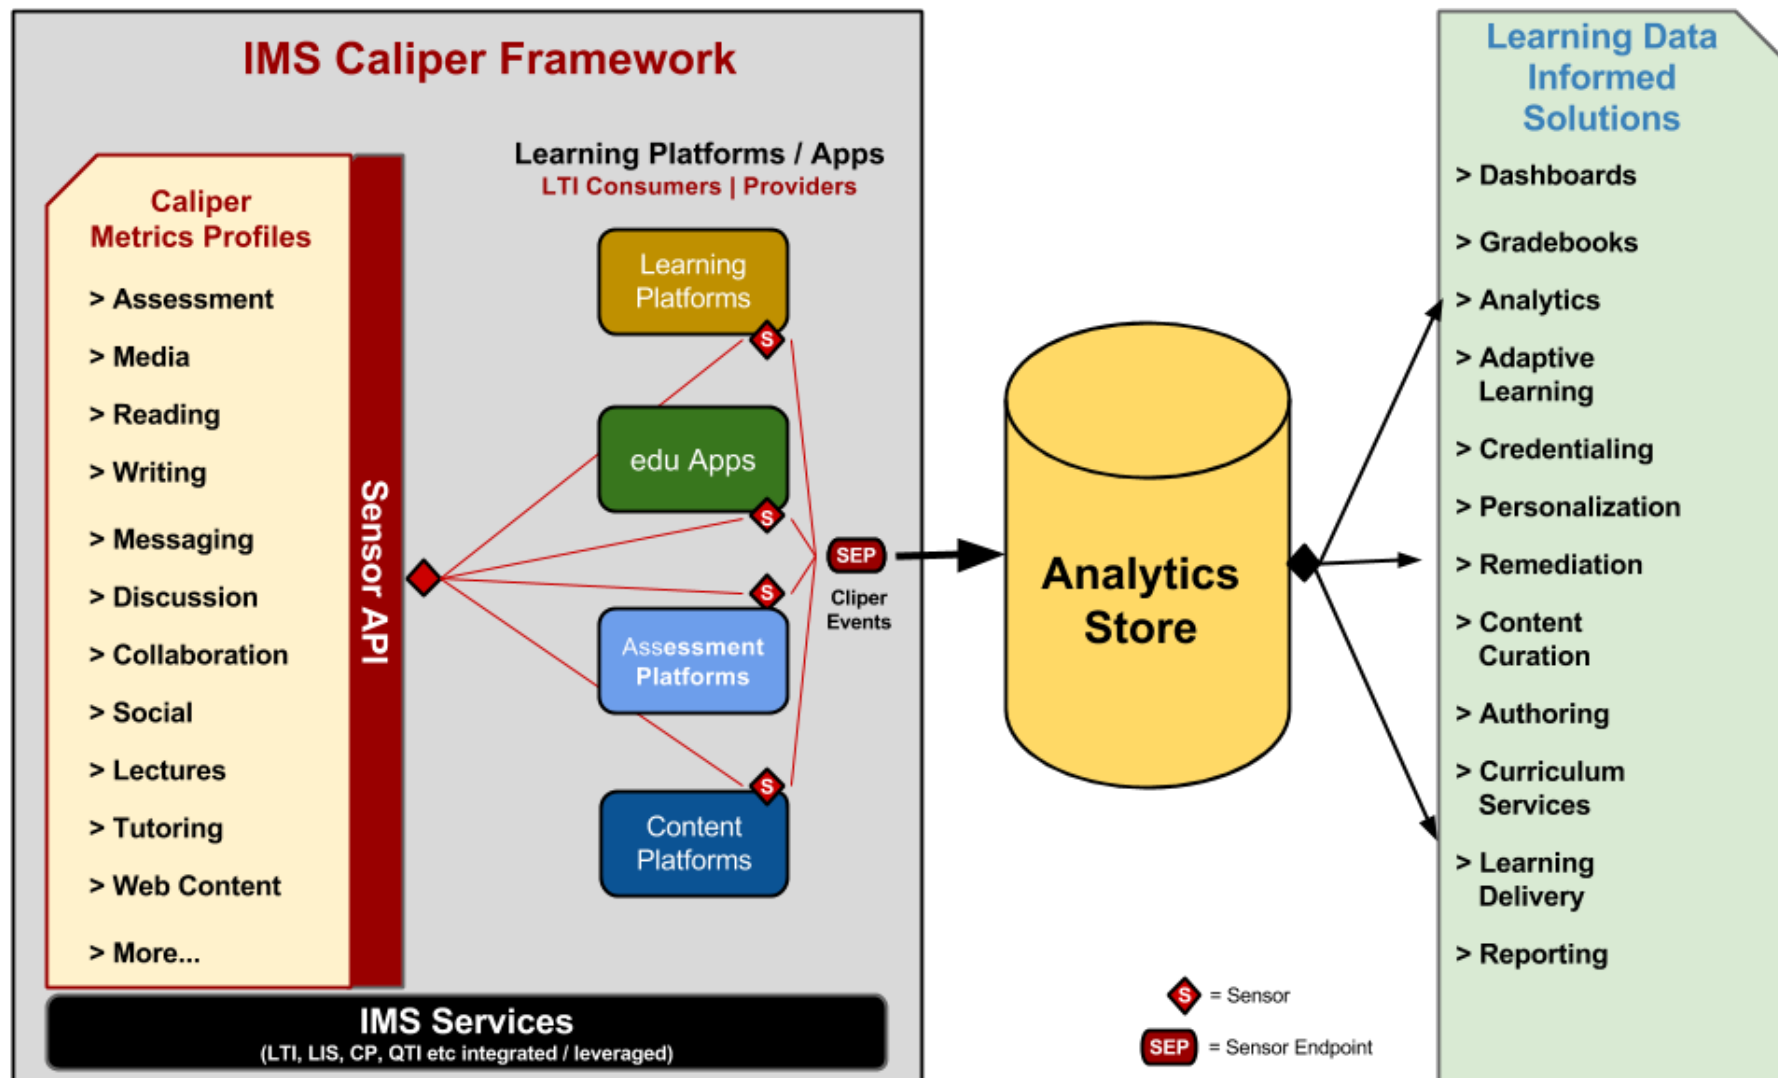 IMS Caliper Framework
Caliper
Metrics Profiles
> Assessment
> Media
> Reading
> Writing
> Messaging
> Discussion
> Collaboration
> Social
> Lectures
> Tutoring
> Web Content
> More...
Sensor API
Learning Platforms / Apps
LTI Consumers | Providers
Learning
Platforms
S
edu Apps
S
S
Assessment
Platforms
S
Content
Platforms
SEP
Cliper
Events
IMS Services
(LTI, LIS, CP, QTI etc integrated / leveraged)
Analytics
Store
S = Sensor
SEP = Sensor Endpoint
Learning Data
Informed
Solutions
> Dashboards
> Gradebooks
> Analytics
> Adaptive
Learning
> Credentialing
> Personalization
> Remediation
> Content
Curation
> Authoring
> Curriculum
Services
> Learning
Delivery
> Reporting